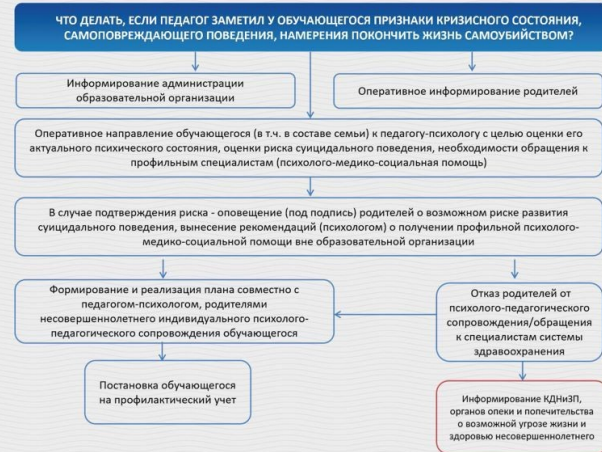 ЧТО ДЕЛАТЬ, ЕСЛИ ПЕДАГОГ ЗАМЕТИЛ У ОБУЧАЮЩЕГОСЯ ПРИЗНАКИ КРИЗИСНОГО СОСТОЯНИЯ,
САМОПОВРЕЖДАЮЩЕГО ПОВЕДЕНИЯ, НАМЕРЕНИЯ ПОКОНЧИТЬ ЖИЗНЬ САМОУБИЙСТВОМ?
Информирование администрации
образовательной организации
Оперативное информирование родителей
Оперативное направление обучающегося (в т.ч. в составе семьи) к педагогу-психологу с целью оценки его
актуального психического состояния, оценки риска суицидального поведения, необходимости обращения к
профильным специалистам (психолого-медико-социальная помощь)
В случае подтверждения риска - оповещение (под подпись) родителей о возможном риске развития
суицидального поведения, вынесение рекомендаций (психологом) о получении профильной психолого-
медико-социальной помощи вне образовательной организации
Формирование и реализация плана совместно с
педагогом-психологом, родителями
несовершеннолетнего индивидуального психолого-
педагогического сопровождения обучающегося
Отказ родителей от
психолого-педагогического
сопровождения/обращения
к специалистам системы
здравоохранения
Постановка обучающегося
на профилактический учет
Информирование КДНиЗП,
органов опеки и попечительства
о возможной угрозе жизни и
здоровью несовершеннолетнего